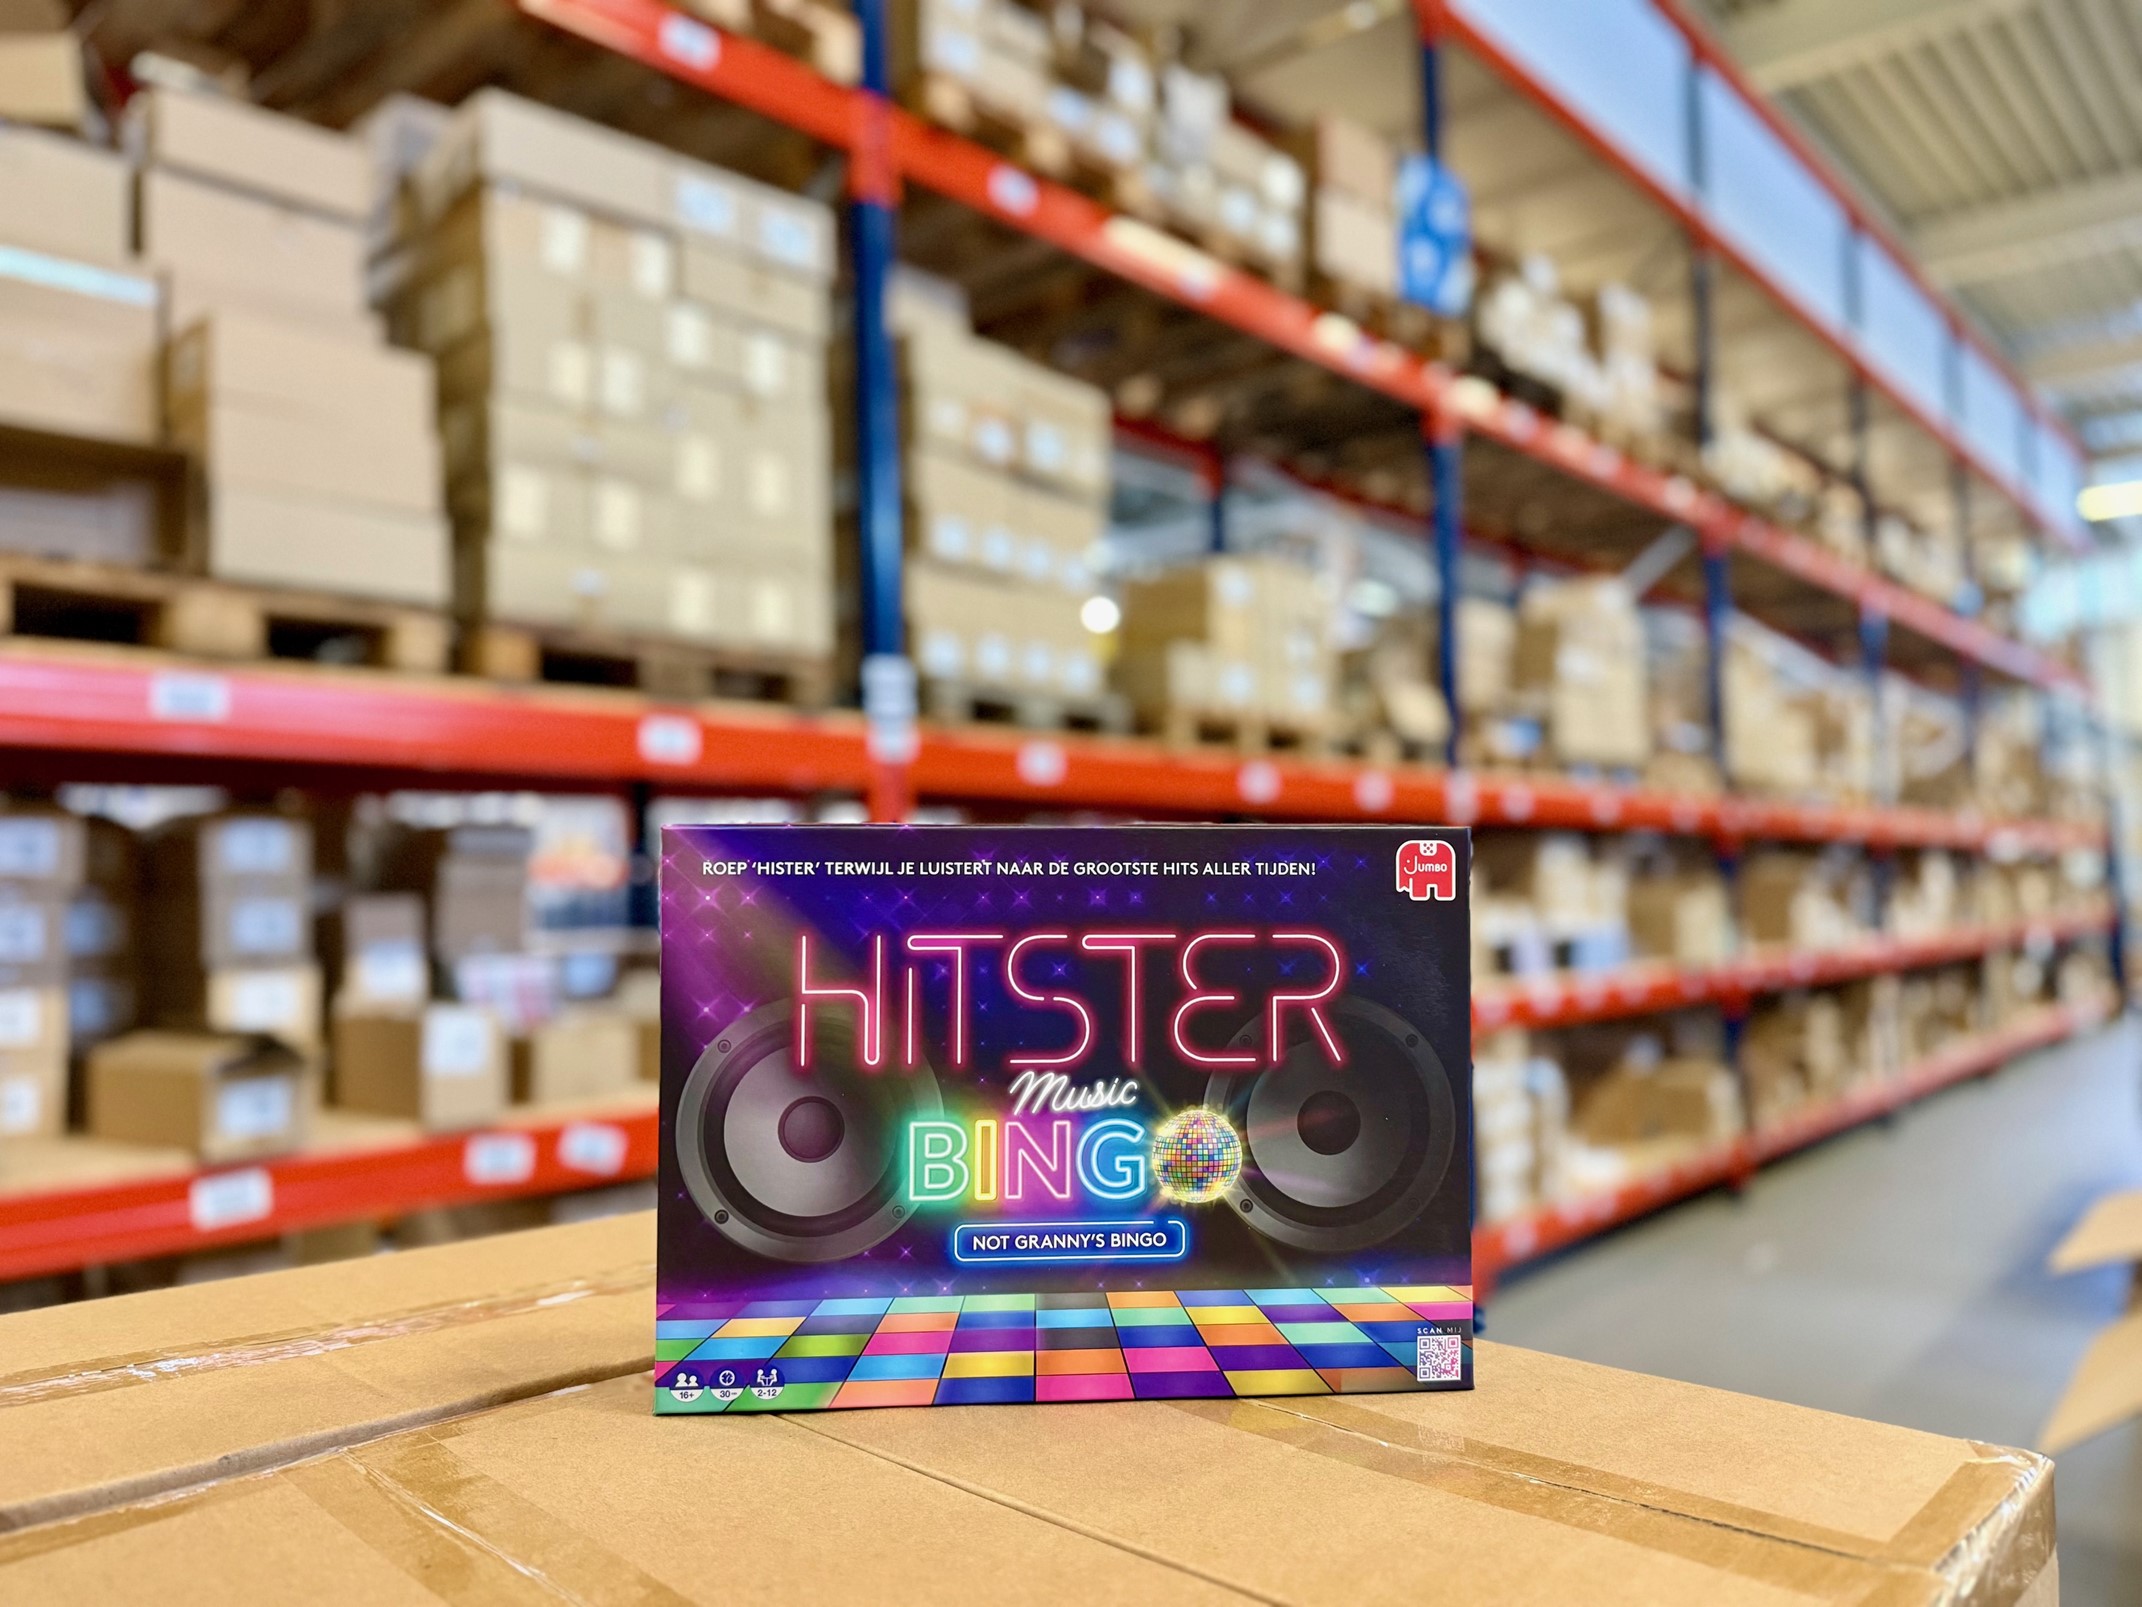 ROEP 'HISTER' TERWIJL JE LUISTERT NAAR DE GROOTSTE HITS ALLER TIJDEN!
Jumbo
HITSTER
Music
BINGO
NOT GRANNY'S BINGO
SCAN MIJ
16+
30
2-12